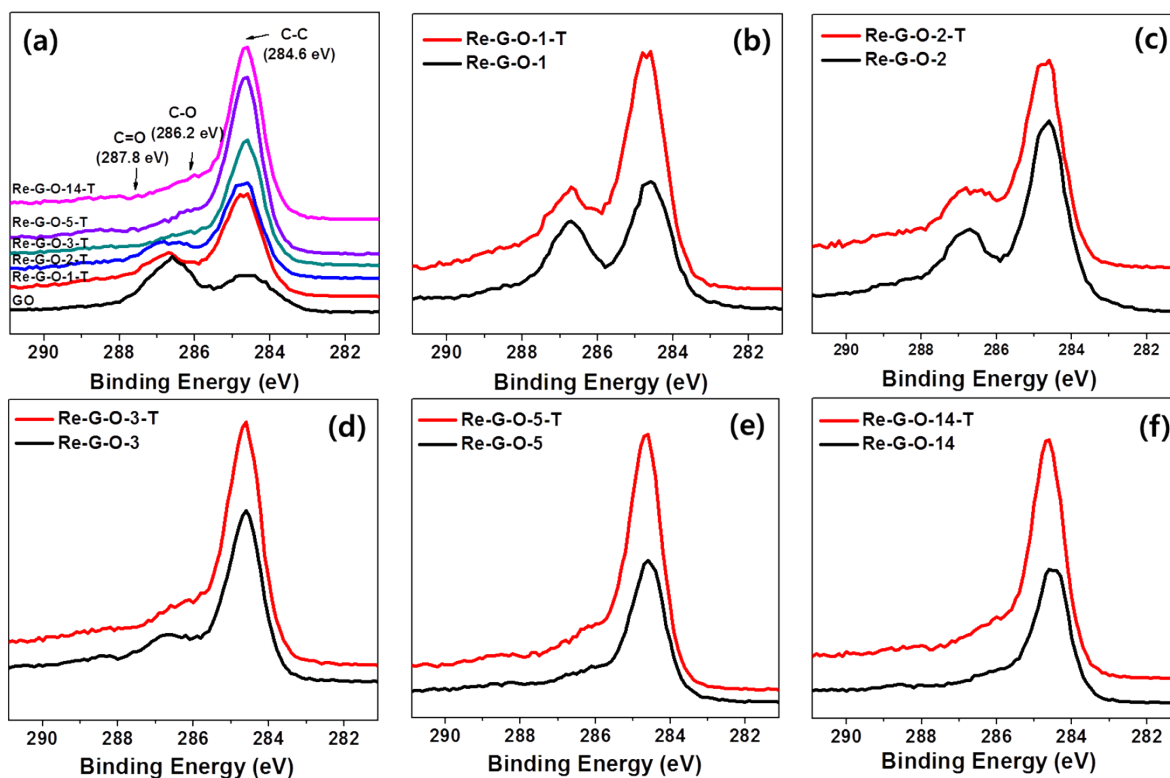 (a)
C-C
(284.6 eV)
C-O
(286.2 eV)
C=O
(287.8 eV)
Re-G-O-14-T
Re-G-O-5-T
Re-G-O-3-T
Re-G-O-2-T
Re-G-O-1-T
GO
290 288 286 284 282
Binding Energy (eV)
(b)
Re-G-O-1-T
Re-G-O-1
290 288 286 284 282
Binding Energy (eV)
(c)
Re-G-O-2-T
Re-G-O-2
290 288 286 284 282
Binding Energy (eV)
(d)
Re-G-O-3-T
Re-G-O-3
290 288 286 284 282
Binding Energy (eV)
(e)
Re-G-O-5-T
Re-G-O-5
290 288 286 284 282
Binding Energy (eV)
(f)
Re-G-O-14-T
Re-G-O-14
290 288 286 284 282
Binding Energy (eV)